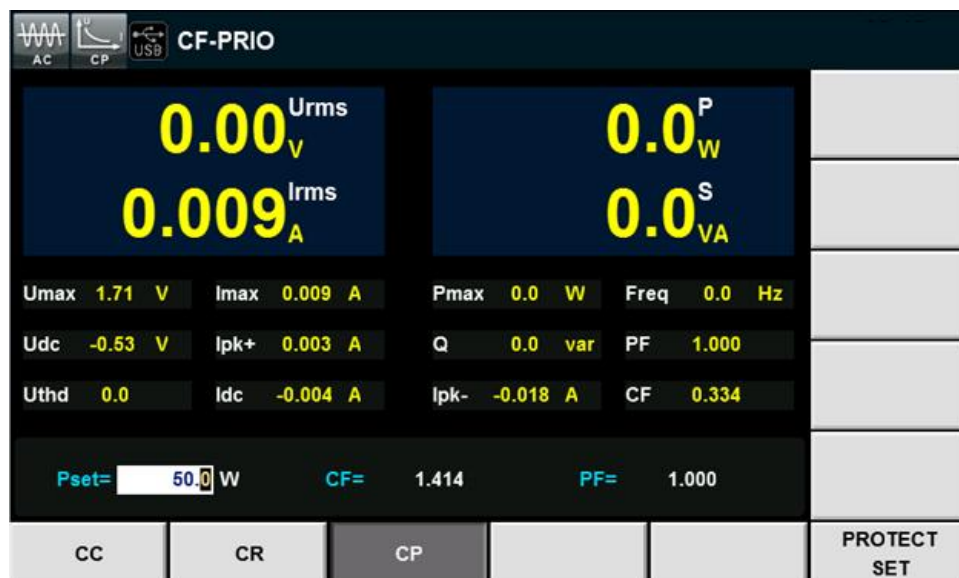 AC CP USB CF-PRIO
U I
0.00 Urms V 0.0 P W
0.009 Irms A 0.0 S VA
Umax 1.71 V Imax 0.009 A Pmax 0.0 W Freq 0.0 Hz
Udc -0.53 V Ipk+ 0.003 A Q 0.0 var PF 1.000
Uthd 0.0 Idc -0.004 A Ipk- -0.018 A CF 0.334
Pset= 50.0 W CF= 1.414 PF= 1.000
CC CR CP PROTECT
SET